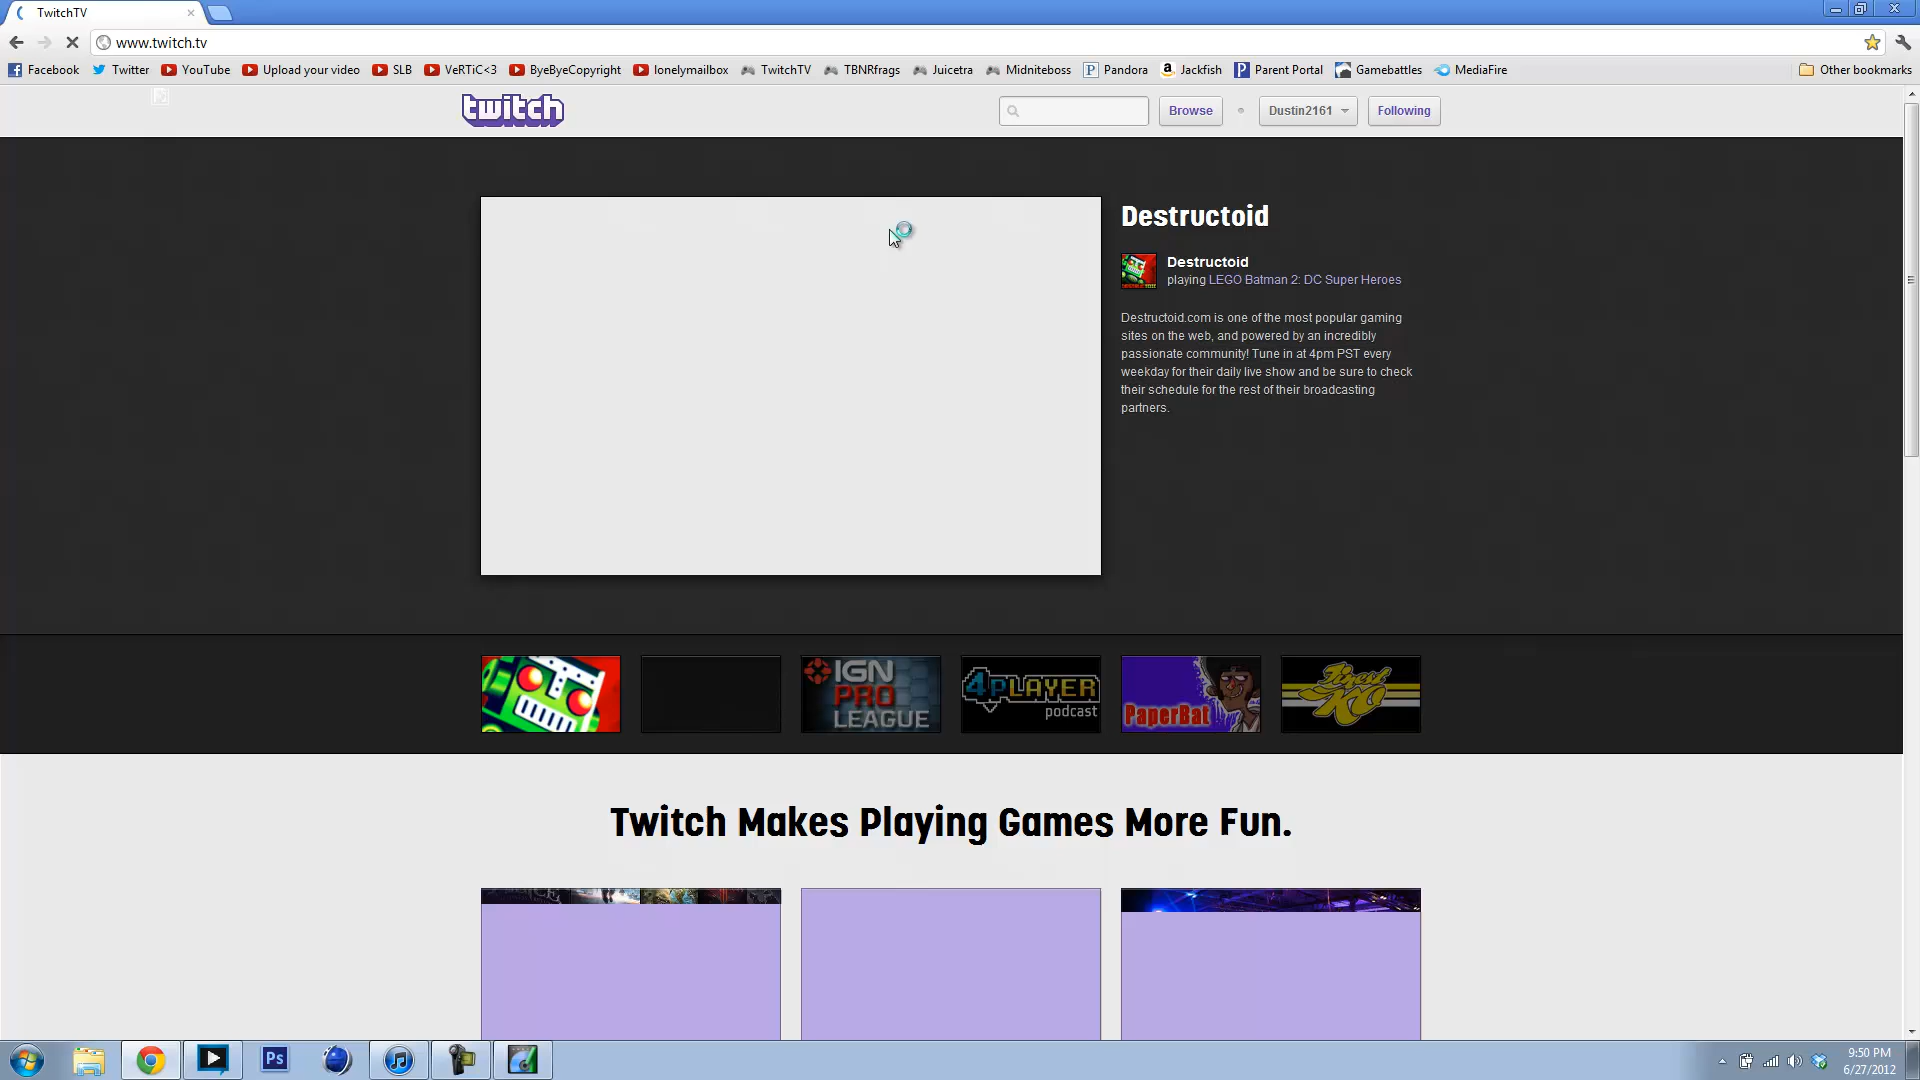 TwitchTV
www.twitch.tv
Facebook Twitter YouTube Upload your video SLB VeRTiC<3 ByeByeCopyright lonelymailbox TwitchTV TBNRfrags Juicetra Midniteboss Pandora Jackfish Parent Portal Gamebattles MediaFire Other bookmarks
twitch Browse Dustin2161 Following
Destructoid
Destructoid
playing LEGO Batman 2: DC Super Heroes
Destructoid.com is one of the most popular gaming
sites on the web, and powered by an incredibly
passionate community! Tune in at 4pm PST every
weekday for their daily live show and be sure to check
their schedule for the rest of their broadcasting
partners.
IGN
PRO
LEAGUE
4PLAYER
podcast
PaperBat
Finest
KO
Twitch Makes Playing Games More Fun.
Ps
9:50 PM
6/27/2012